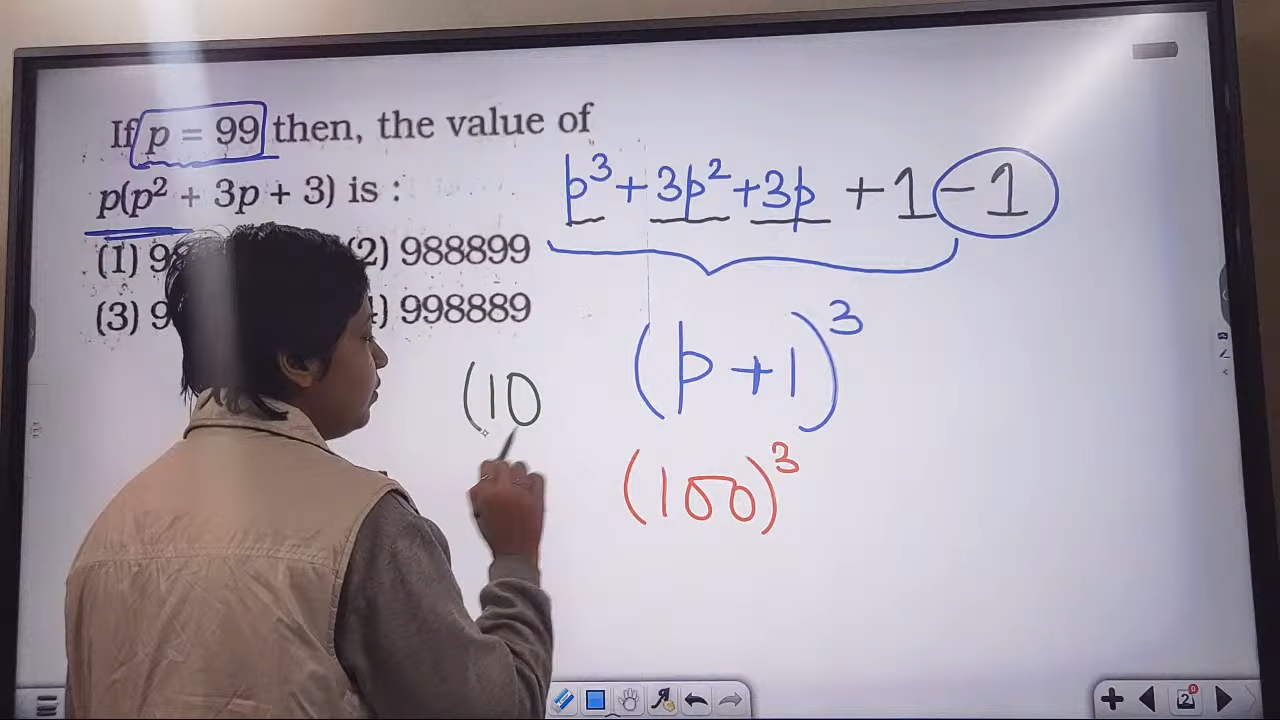 If p = 99 then, the value of
p(p² + 3p + 3) is :
(1) 9
2) 988899
(3) 9
) 998889
p³ + 3p² + 3p + 1 - 1
(p + 1)³
(10
(100)³
2